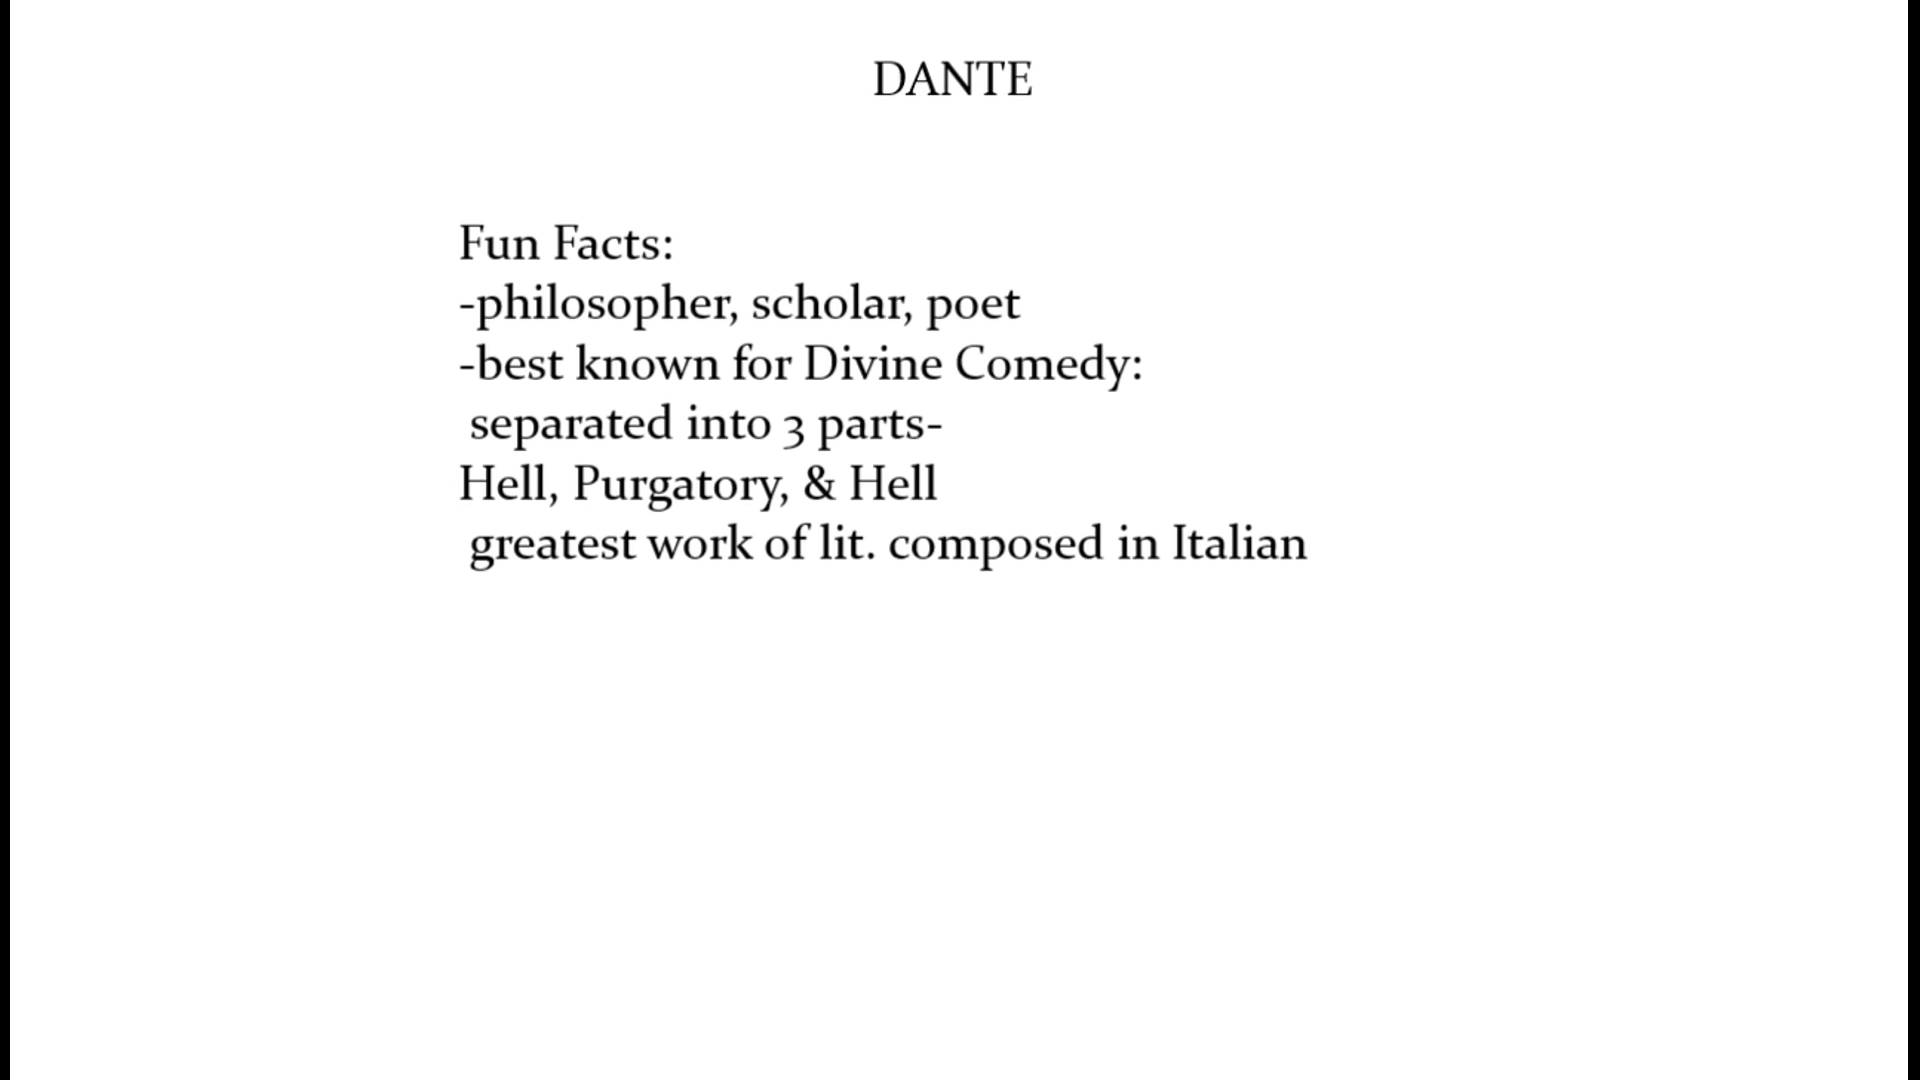 DANTE
Fun Facts:
-philosopher, scholar, poet
-best known for Divine Comedy:
separated into 3 parts-
Hell, Purgatory, & Hell
greatest work of lit. composed in Italian